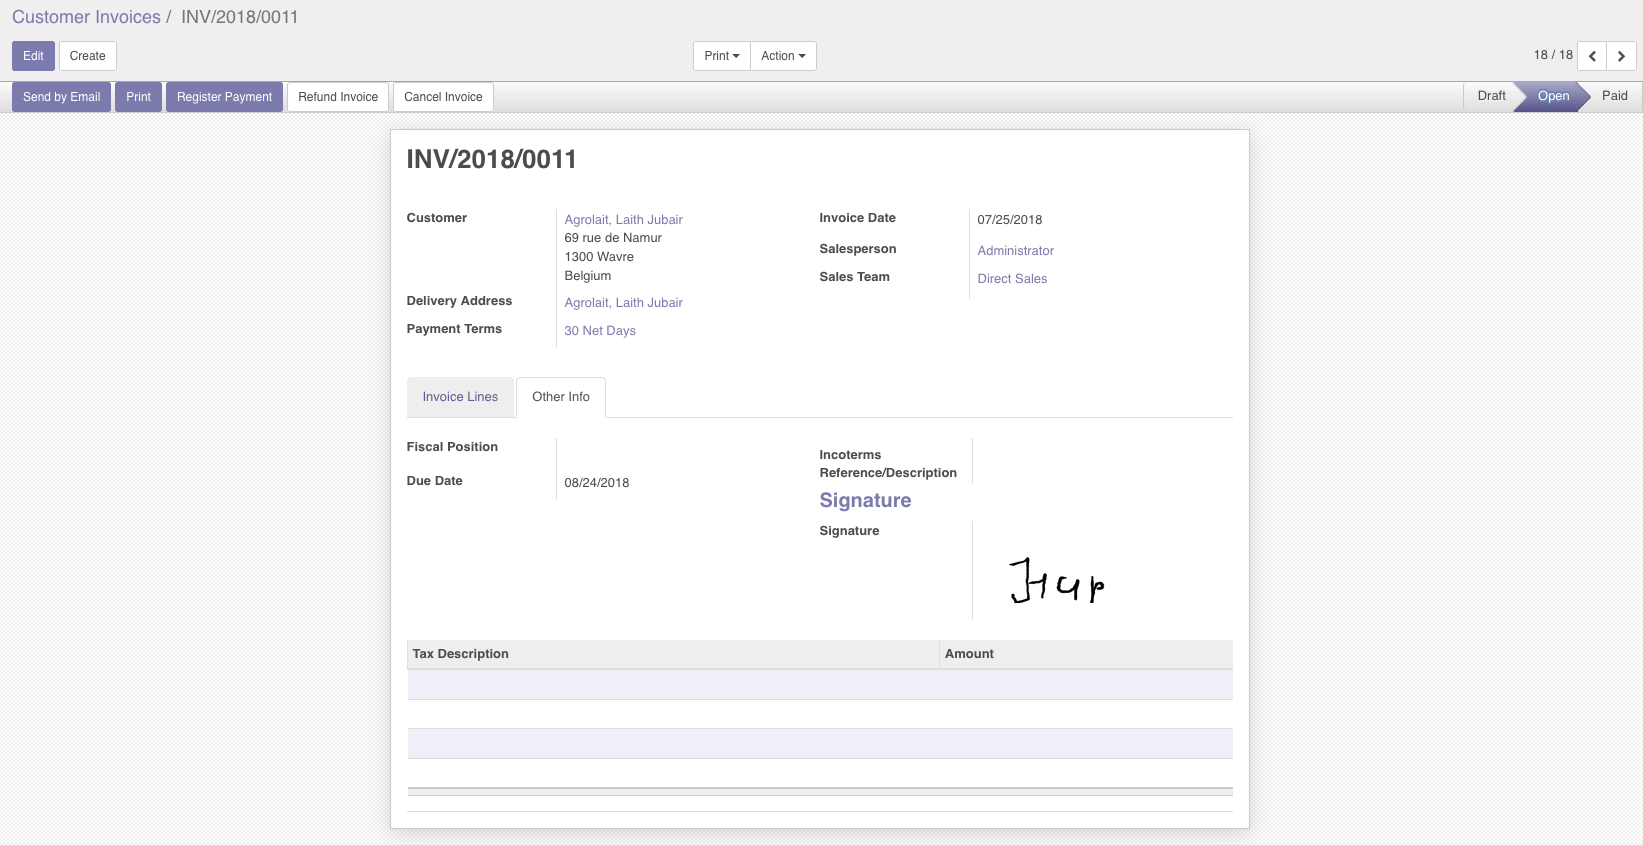 Customer Invoices / INV/2018/0011
Edit Create Print Action 18 / 18
Send by Email Print Register Payment Refund Invoice Cancel Invoice Draft Open Paid
INV/2018/0011
Customer
Agrolait, Laith Jubair
69 rue de Namur
1300 Wavre
Belgium
Delivery Address Agrolait, Laith Jubair
Payment Terms 30 Net Days
Invoice Date 07/25/2018
Salesperson Administrator
Sales Team Direct Sales
Invoice Lines Other Info
Fiscal Position
Due Date 08/24/2018
Incoterms
Reference/Description
Signature
Signature
Tax Description Amount